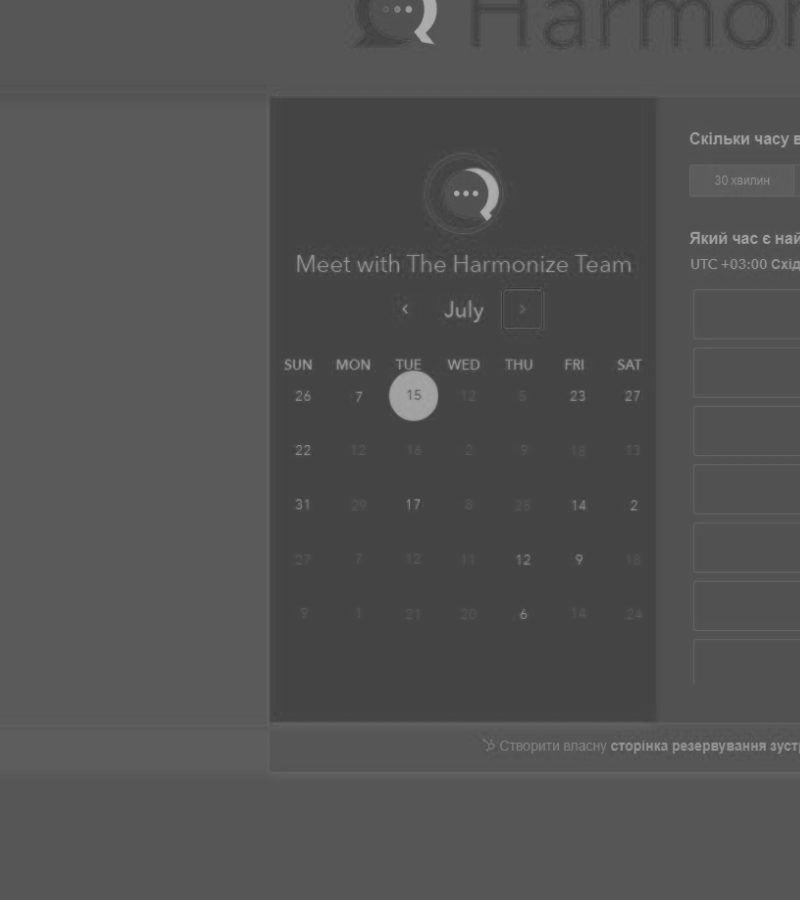 Harmon
Meet with The Harmonize Team
July
SUN MON TUE WED THU FRI SAT
26 7 15 12 5 23 27
22 12 16 2 9 18 13
31 29 17 8 25 14 2
27 7 12 11 12 9 18
9 1 21 20 6 14 24
Скільки часу в
30 хвилин
Який час є най
UTC +03:00 Схід
Створити власну сторінка резервування зуст